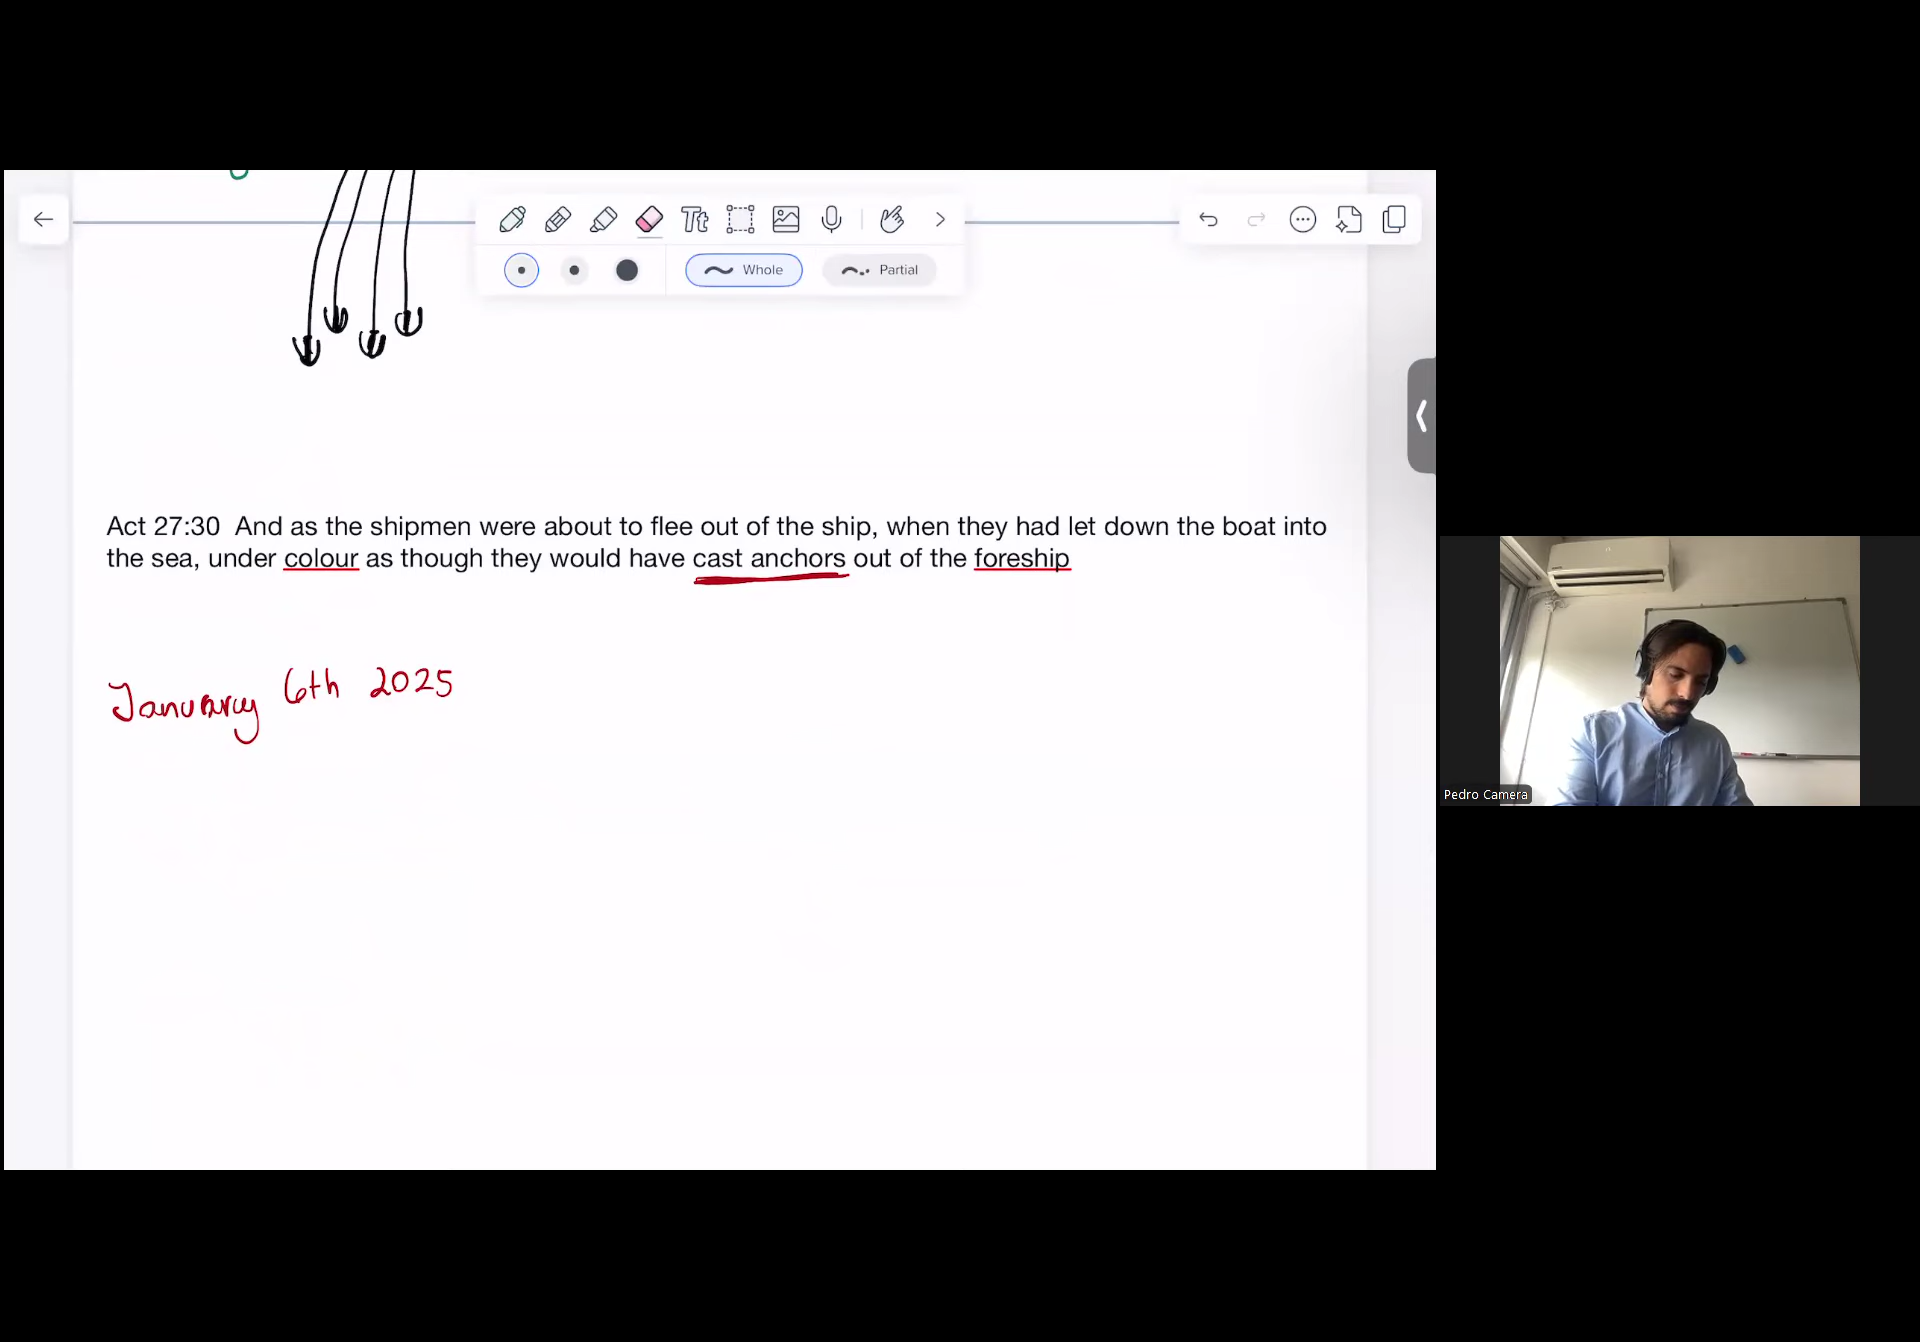 Tt
Whole
Partial
Act 27:30 And as the shipmen were about to flee out of the ship, when they had let down the boat into
the sea, under colour as though they would have cast anchors out of the foreship
January 6th 2025
Pedro Camera